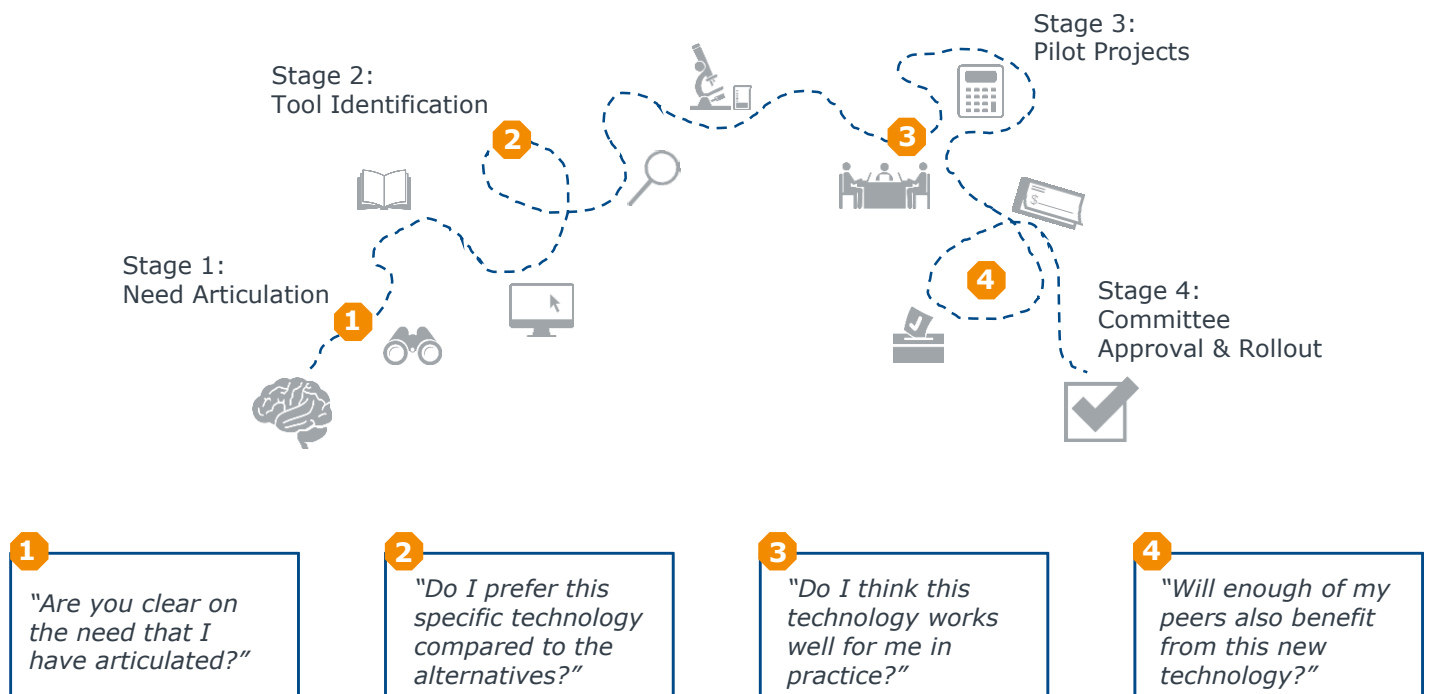 Stage 1:
Need Articulation
1
Stage 2:
Tool Identification
2
Stage 3:
Pilot Projects
3
$
4
Stage 4:
Committee
Approval & Rollout
1
“Are you clear on
the need that I
have articulated?”
2
“Do I prefer this
specific technology
compared to the
alternatives?”
3
“Do I think this
technology works
well for me in
practice?”
4
“Will enough of my
peers also benefit
from this new
technology?”